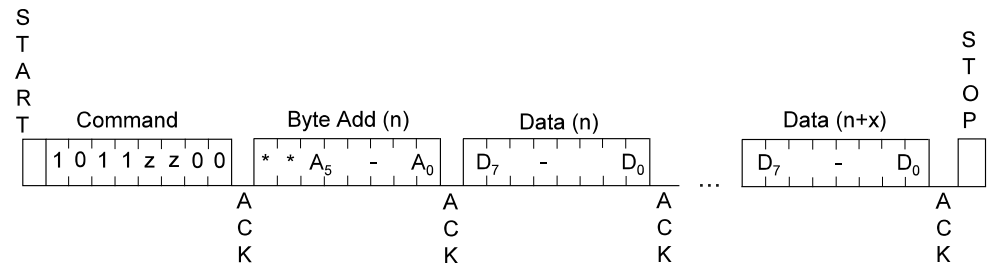 START
STOP
Command
Byte Add (n)
Data (n)
Data (n+x)
1 0 1 1 z z 0 0
* * A₅ - A₀
D₇ - D₀
...
D₇ - D₀
ACK
ACK
ACK
ACK